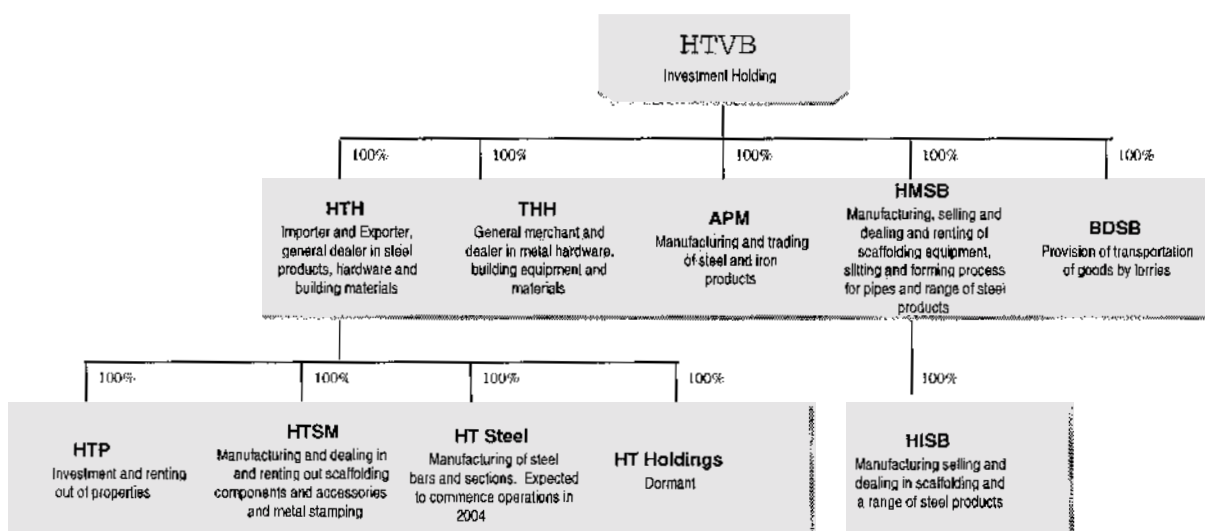 HTVB
Investment Holding
100%
100%
100%
100%
100%
HTH
Importer and Exporter,
general dealer in steel
products, hardware and
building materials
THH
General merchant and
dealer in metal hardware,
building equipment and
materials
APM
Manufacturing and trading
of steel and iron
products
HMSB
Manufacturing, selling and
dealing and renting of
scaffolding equipment,
slitting and forming process
for pipes and range of steel
products
BDSB
Provision of transportation
of goods by lorries
100%
100%
100%
100%
100%
HTP
Investment and renting
out of properties
HTSM
Manufacturing and dealing in
and renting out scaffolding
components and accessories
and metal stamping
HT Steel
Manufacturing of steel
bars and sections. Expected
to commence operations in
2004
HT Holdings
Dormant
HISB
Manufacturing selling and
dealing in scaffolding and
a range of steel products